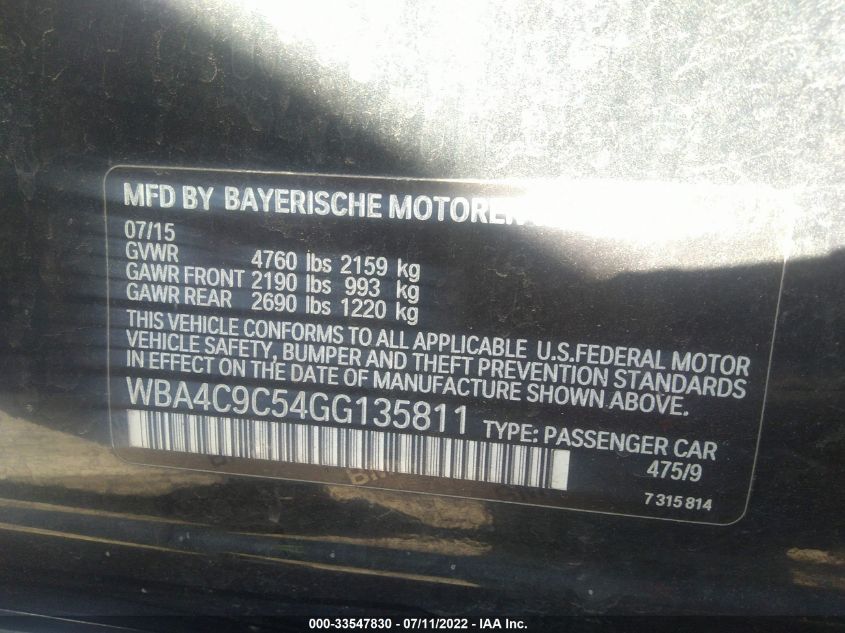 MFD BY BAYERISCHE
07/15
GVWR 4760 lbs 2159 kg
GAWR FRONT 2190 lbs 993 kg
GAWR REAR 2690 lbs 1220 kg
THIS VEHICLE CONFORMS TO ALL APPLICABLE U.S.FEDERAL MOTOR
VEHICLE SAFETY, BUMPER AND THEFT PREVENTION STANDARDS
IN EFFECT ON THE DATE OF MANUFACTURE SHOWN ABOVE.
WBA4C9C54GG135811 TYPE: PASSENGER CAR
475/9
7 315 814
000-33547830 - 07/11/2022 - IAA Inc.